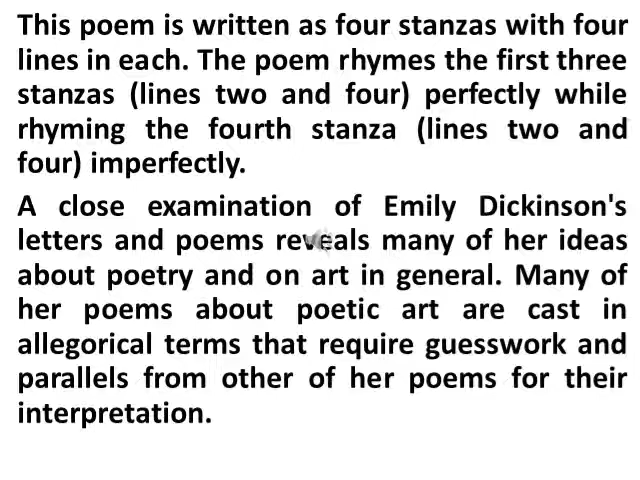 This poem is written as four stanzas with four
lines in each. The poem rhymes the first three
stanzas (lines two and four) perfectly while
rhyming the fourth stanza (lines two and
four) imperfectly.
A close examination of Emily Dickinson's
letters and poems reveals many of her ideas
about poetry and on art in general. Many of
her poems about poetic art are cast in
allegorical terms that require guesswork and
parallels from other of her poems for their
interpretation.